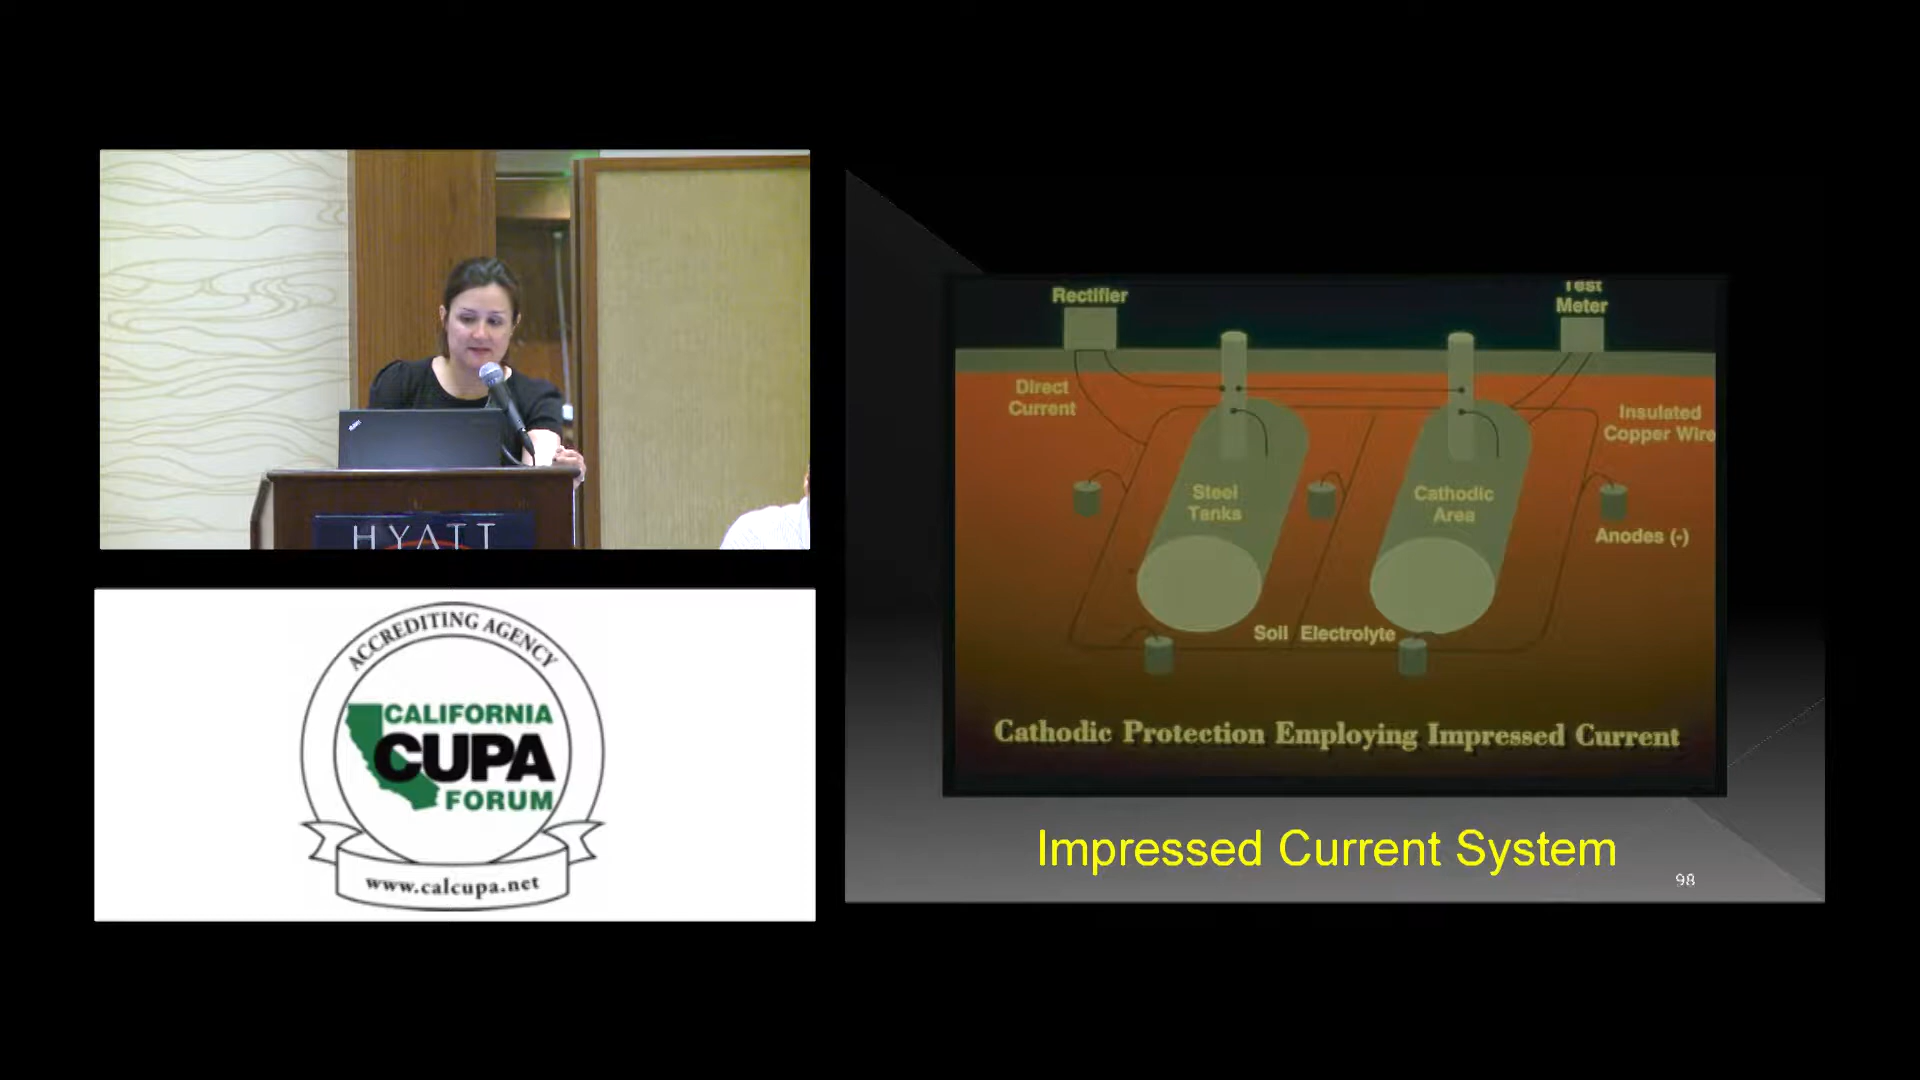 HYATT
ACCREDITING AGENCY
CALIFORNIA
CUPA
FORUM
www.calcupa.net
Rectifier
Test
Meter
Direct
Current
Insulated
Copper Wire
Steel
Tanks
Cathodic
Area
Anodes (-)
Soil Electrolyte
Cathodic Protection Employing Impressed Current
Impressed Current System
98